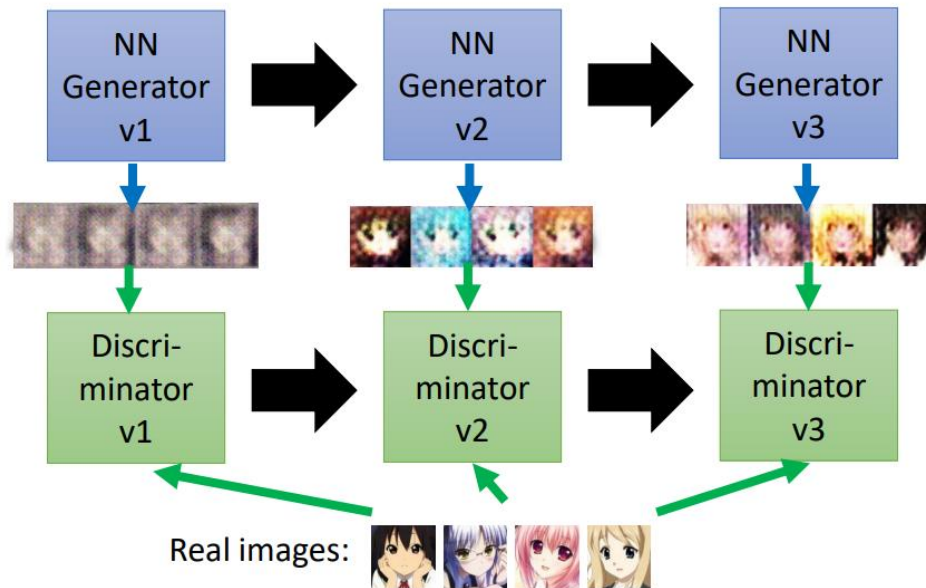 NN
Generator
v1
NN
Generator
v2
NN
Generator
v3
Discri-
minator
v1
Discri-
minator
v2
Discri-
minator
v3
Real images: